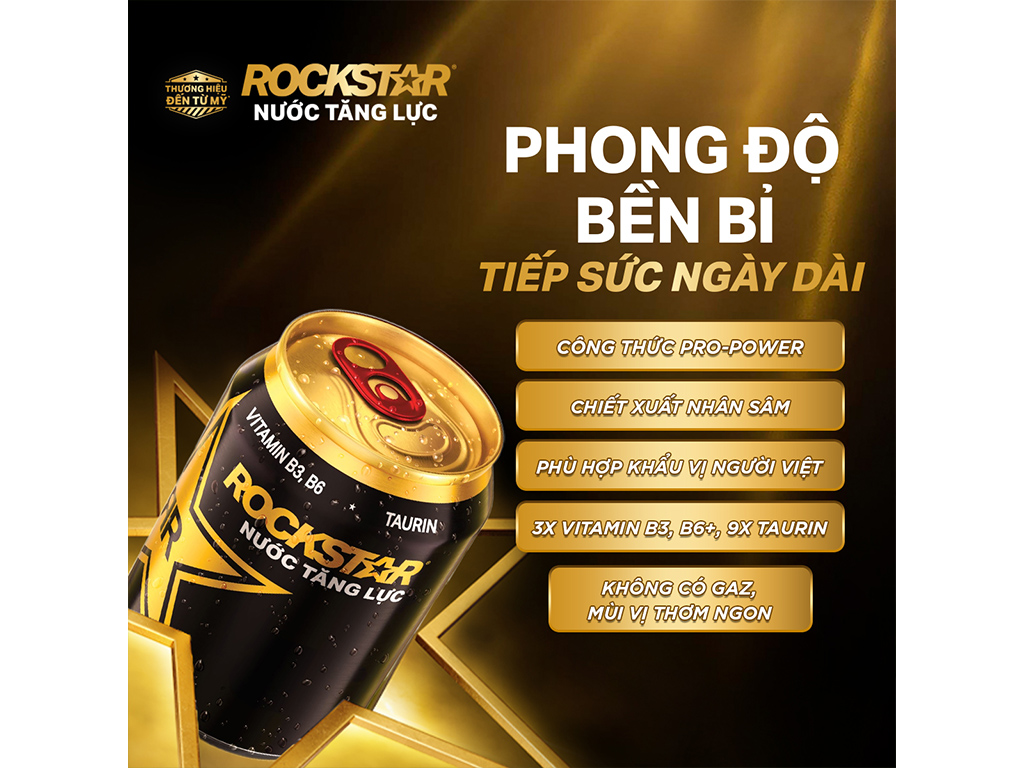 THƯƠNG HIỆU
ĐẾN TỪ MỸ
ROCKSTAR®
NƯỚC TĂNG LỰC
PHONG ĐỘ
BỀN BỈ
TIẾP SỨC NGÀY DÀI
CÔNG THỨC PRO-POWER
CHIẾT XUẤT NHÂN SÂM
PHÙ HỢP KHẨU VỊ NGƯỜI VIỆT
3X VITAMIN B3, B6+, 9X TAURIN
KHÔNG CÓ GAZ,
MÙI VỊ THƠM NGON
VITAMIN B3, B6
TAURIN
ROCKSTAR
NƯỚC TĂNG LỰC